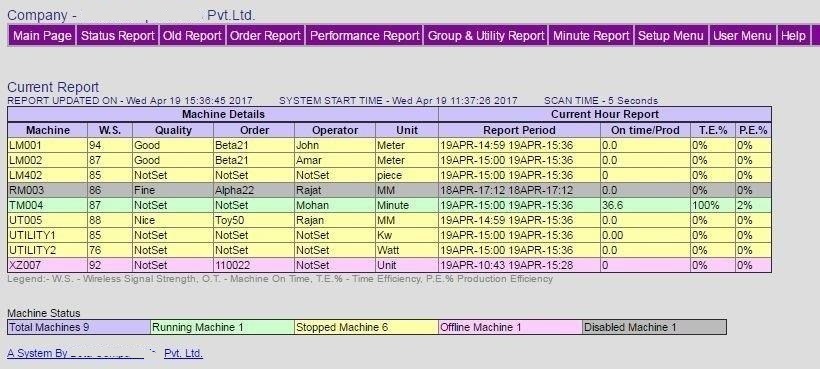 Company - Pvt.Ltd.
Main Page Status Report Old Report Order Report Performance Report Group & Utility Report Minute Report Setup Menu User Menu Help
Current Report
REPORT UPDATED ON - Wed Apr 19 15:36:45 2017 SYSTEM START TIME - Wed Apr 19 11:37:26 2017 SCAN TIME - 5 Seconds
Machine Details Current Hour Report
Machine W.S. Quality Order Operator Unit Report Period On time/Prod T.E.% P.E.%
LM001 94 Good Beta21 John Meter 19APR-14:59 19APR-15:36 0.0 0% 0%
LM002 87 Good Beta21 Amar Meter 19APR-15:00 19APR-15:36 0.0 0% 0%
LM402 85 NotSet NotSet NotSet piece 19APR-15:00 19APR-15:36 0 0% 0%
RM003 86 Fine Alpha22 Rajat MM 18APR-17:12 18APR-17:12 0.0 0% 0%
TM004 87 NotSet NotSet Mohan Minute 19APR-15:00 19APR-15:36 36.6 100% 2%
UT005 88 Nice Toy50 Rajan MM 19APR-14:59 19APR-15:36 0.0 0% 0%
UTILITY1 85 NotSet NotSet NotSet Kw 19APR-15:00 19APR-15:36 0.00 0% 0%
UTILITY2 76 NotSet NotSet NotSet Watt 19APR-15:00 19APR-15:36 0 0% 0%
XZ007 92 NotSet 110022 NotSet Unit 19APR-10:43 19APR-15:28 0 0% 0%
Legend:- W.S. - Wireless Signal Strength, O.T. - Machine On Time, T.E.% - Time Efficiency, P.E.% Production Efficiency
Machine Status
Total Machines 9 Running Machine 1 Stopped Machine 6 Offline Machine 1 Disabled Machine 1
A System By Pvt. Ltd.